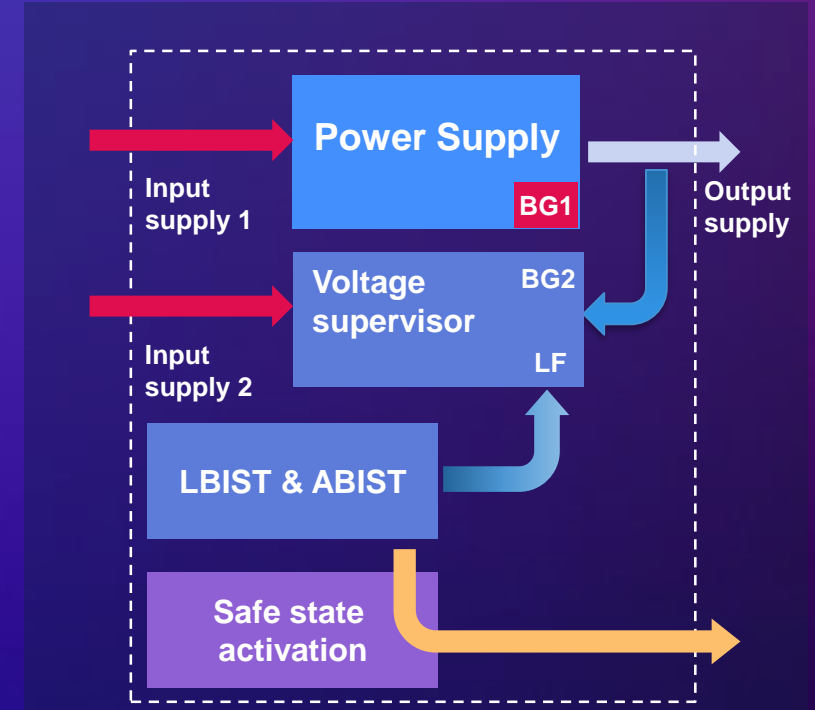 Power Supply
BG1
Input
supply 1
Output
supply
Voltage
supervisor
BG2
LF
Input
supply 2
LBIST & ABIST
Safe state
activation